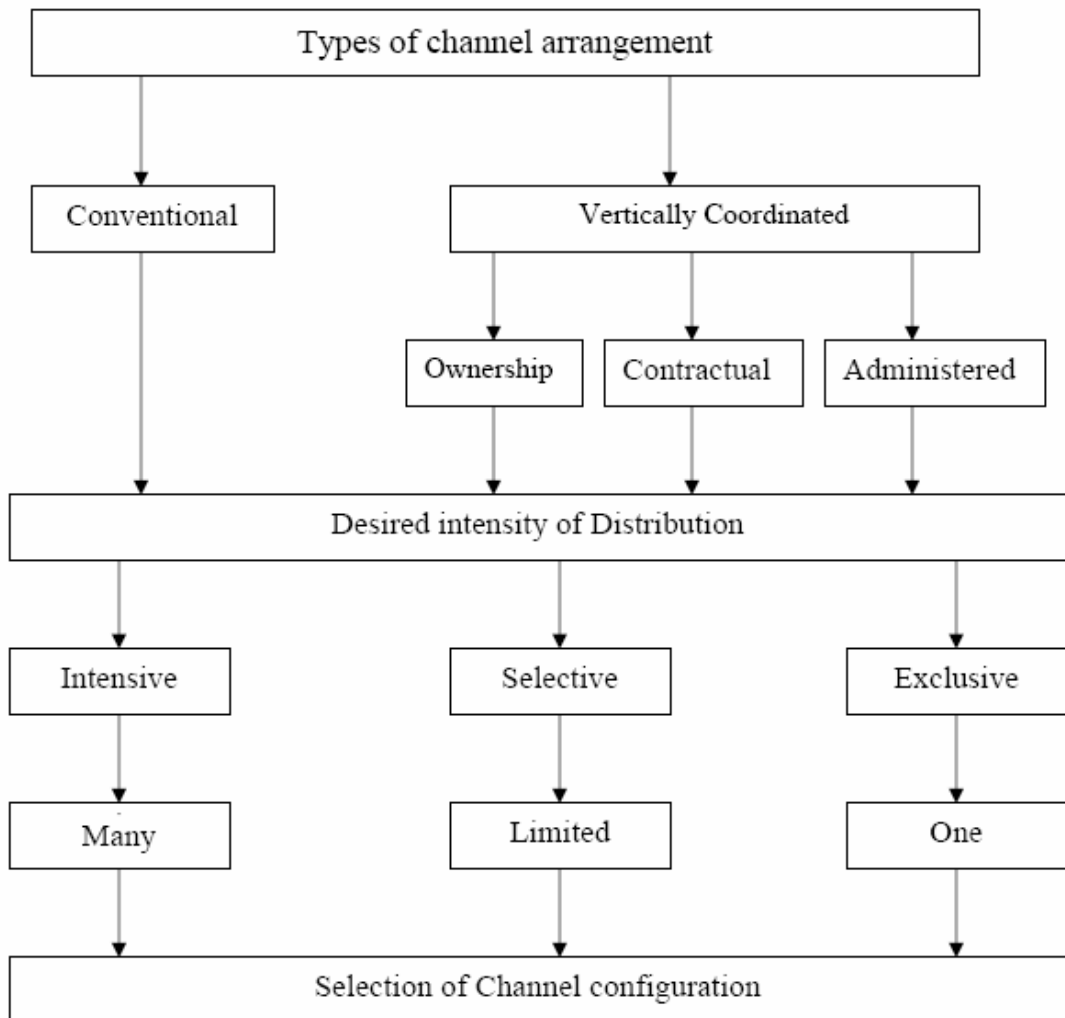 Types of channel arrangement
Conventional
Vertically Coordinated
Ownership
Contractual
Administered
Desired intensity of Distribution
Intensive
Selective
Exclusive
Many
Limited
One
Selection of Channel configuration